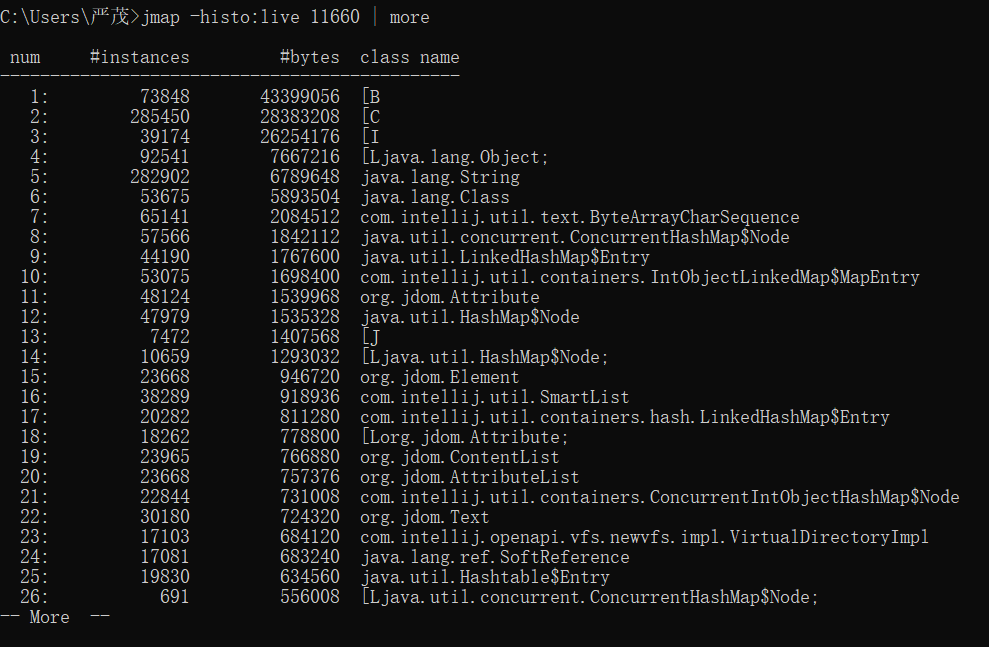 C:\Users\严茂>jmap -histo:live 11660 | more
num #instances #bytes class name
----------------------------------------------
1: 73848 43399056 [B
2: 285450 28383208 [C
3: 39174 26254176 [I
4: 92541 7667216 [Ljava.lang.Object;
5: 282902 6789648 java.lang.String
6: 53675 5893504 java.lang.Class
7: 65141 2084512 com.intellij.util.text.ByteArrayCharSequence
8: 57566 1842112 java.util.concurrent.ConcurrentHashMap$Node
9: 44190 1767600 java.util.LinkedHashMap$Entry
10: 53075 1698400 com.intellij.util.containers.IntObjectLinkedMap$MapEntry
11: 48124 1539968 org.jdom.Attribute
12: 47979 1535328 java.util.HashMap$Node
13: 7472 1407568 [J
14: 10659 1293032 [Ljava.util.HashMap$Node;
15: 23668 946720 org.jdom.Element
16: 38289 918936 com.intellij.util.SmartList
17: 20282 811280 com.intellij.util.containers.hash.LinkedHashMap$Entry
18: 18262 778800 [Lorg.jdom.Attribute;
19: 23965 766880 org.jdom.ContentList
20: 23668 757376 org.jdom.AttributeList
21: 22844 731008 com.intellij.util.containers.ConcurrentIntObjectHashMap$Node
22: 30180 724320 org.jdom.Text
23: 17103 684120 com.intellij.openapi.vfs.newvfs.impl.VirtualDirectoryImpl
24: 17081 683240 java.lang.ref.SoftReference
25: 19830 634560 java.util.Hashtable$Entry
26: 691 556008 [Ljava.util.concurrent.ConcurrentHashMap$Node;
-- More --